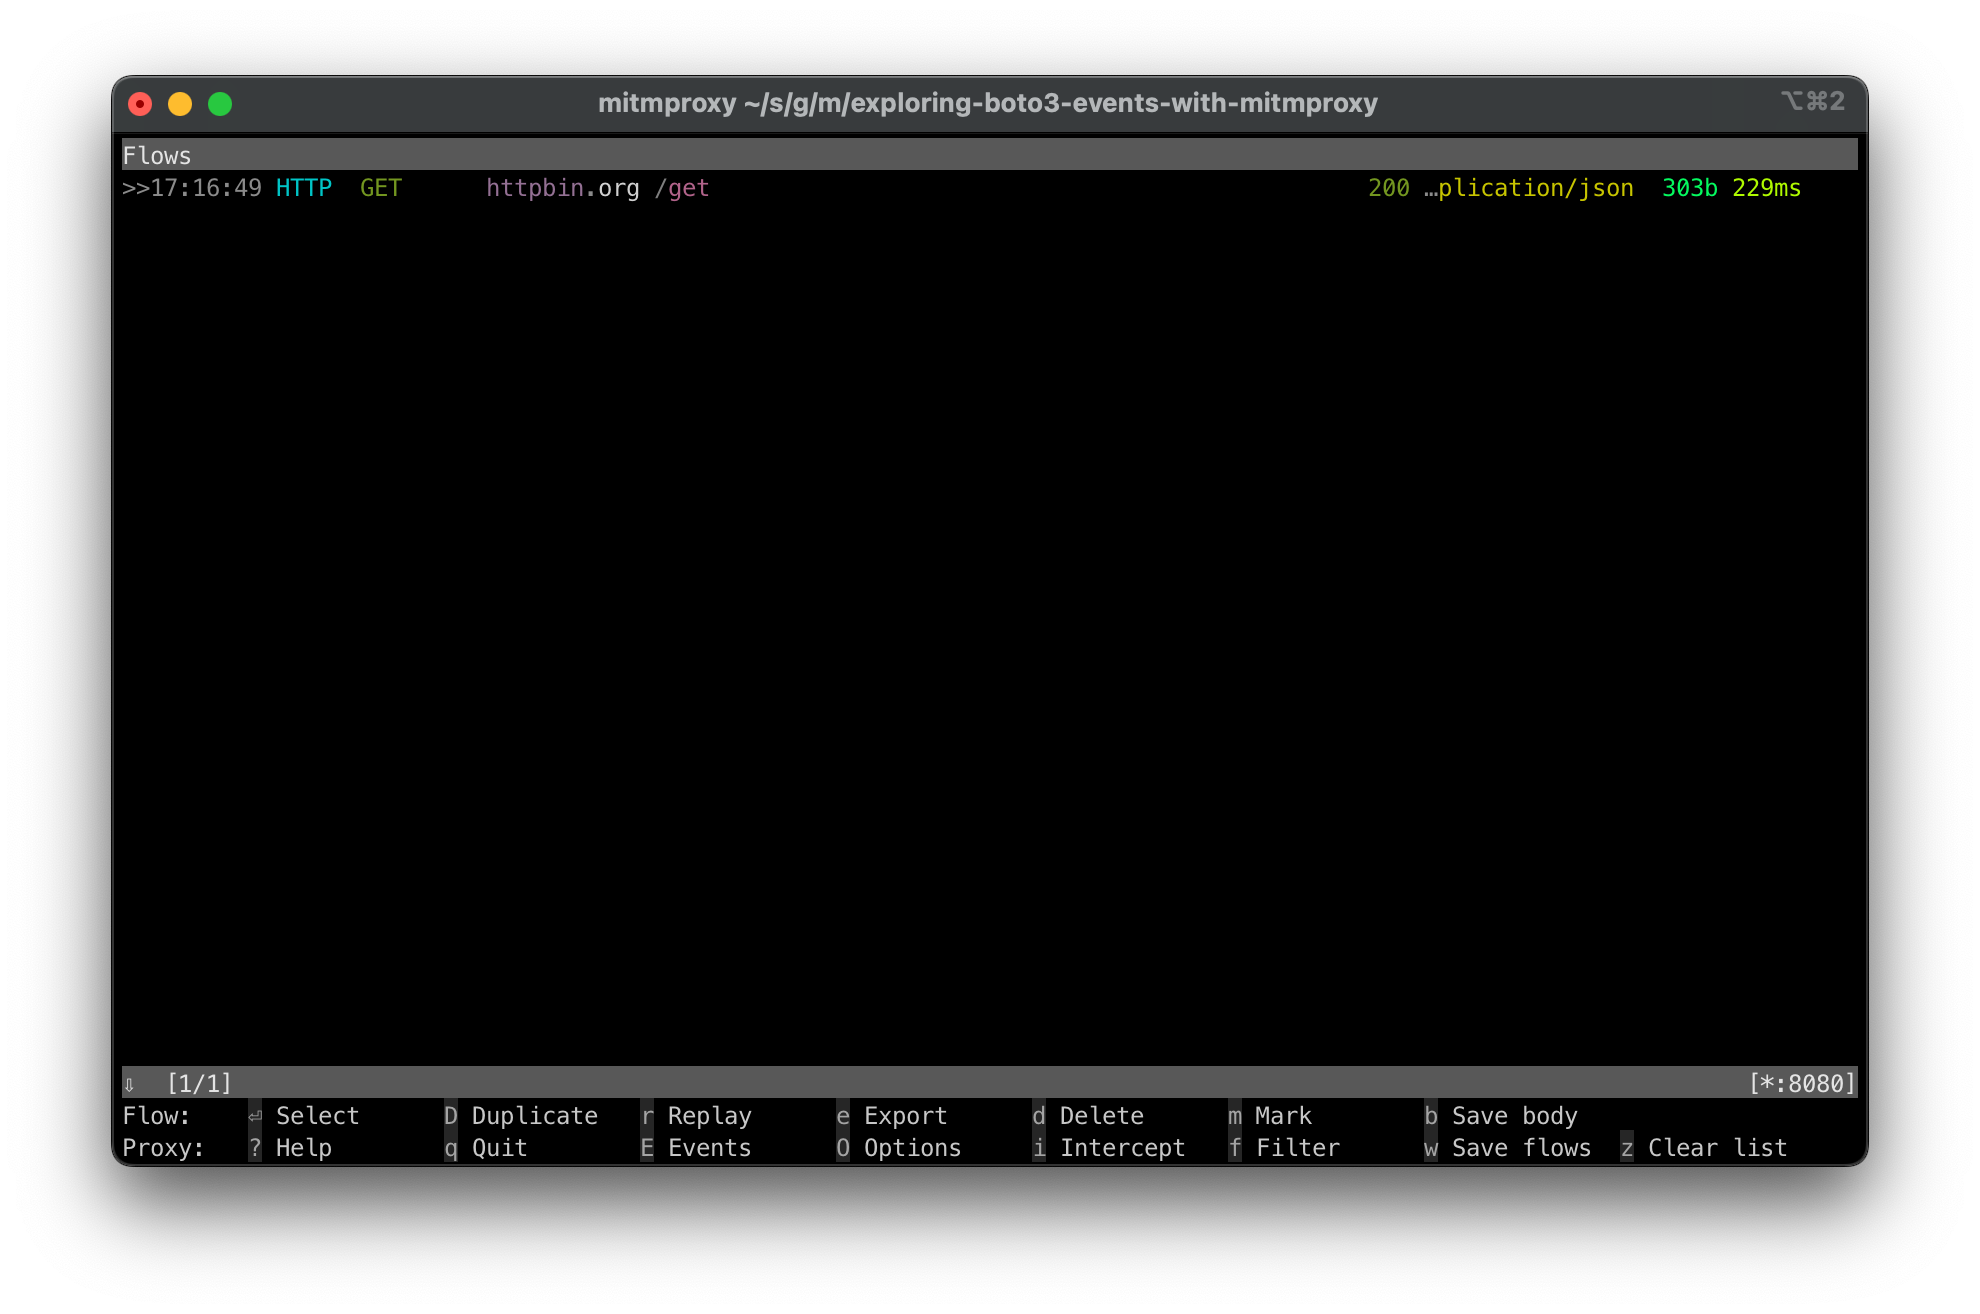 mitmproxy ~/s/g/m/exploring-boto3-events-with-mitmproxy ⌥⌘2
Flows
>>17:16:49 HTTP GET httpbin.org /get 200 …plication/json 303b 229ms
⇩ [1/1] [*:8080]
Flow: ⏎ Select D Duplicate r Replay e Export d Delete m Mark b Save body
Proxy: ? Help q Quit E Events O Options i Intercept f Filter w Save flows z Clear list